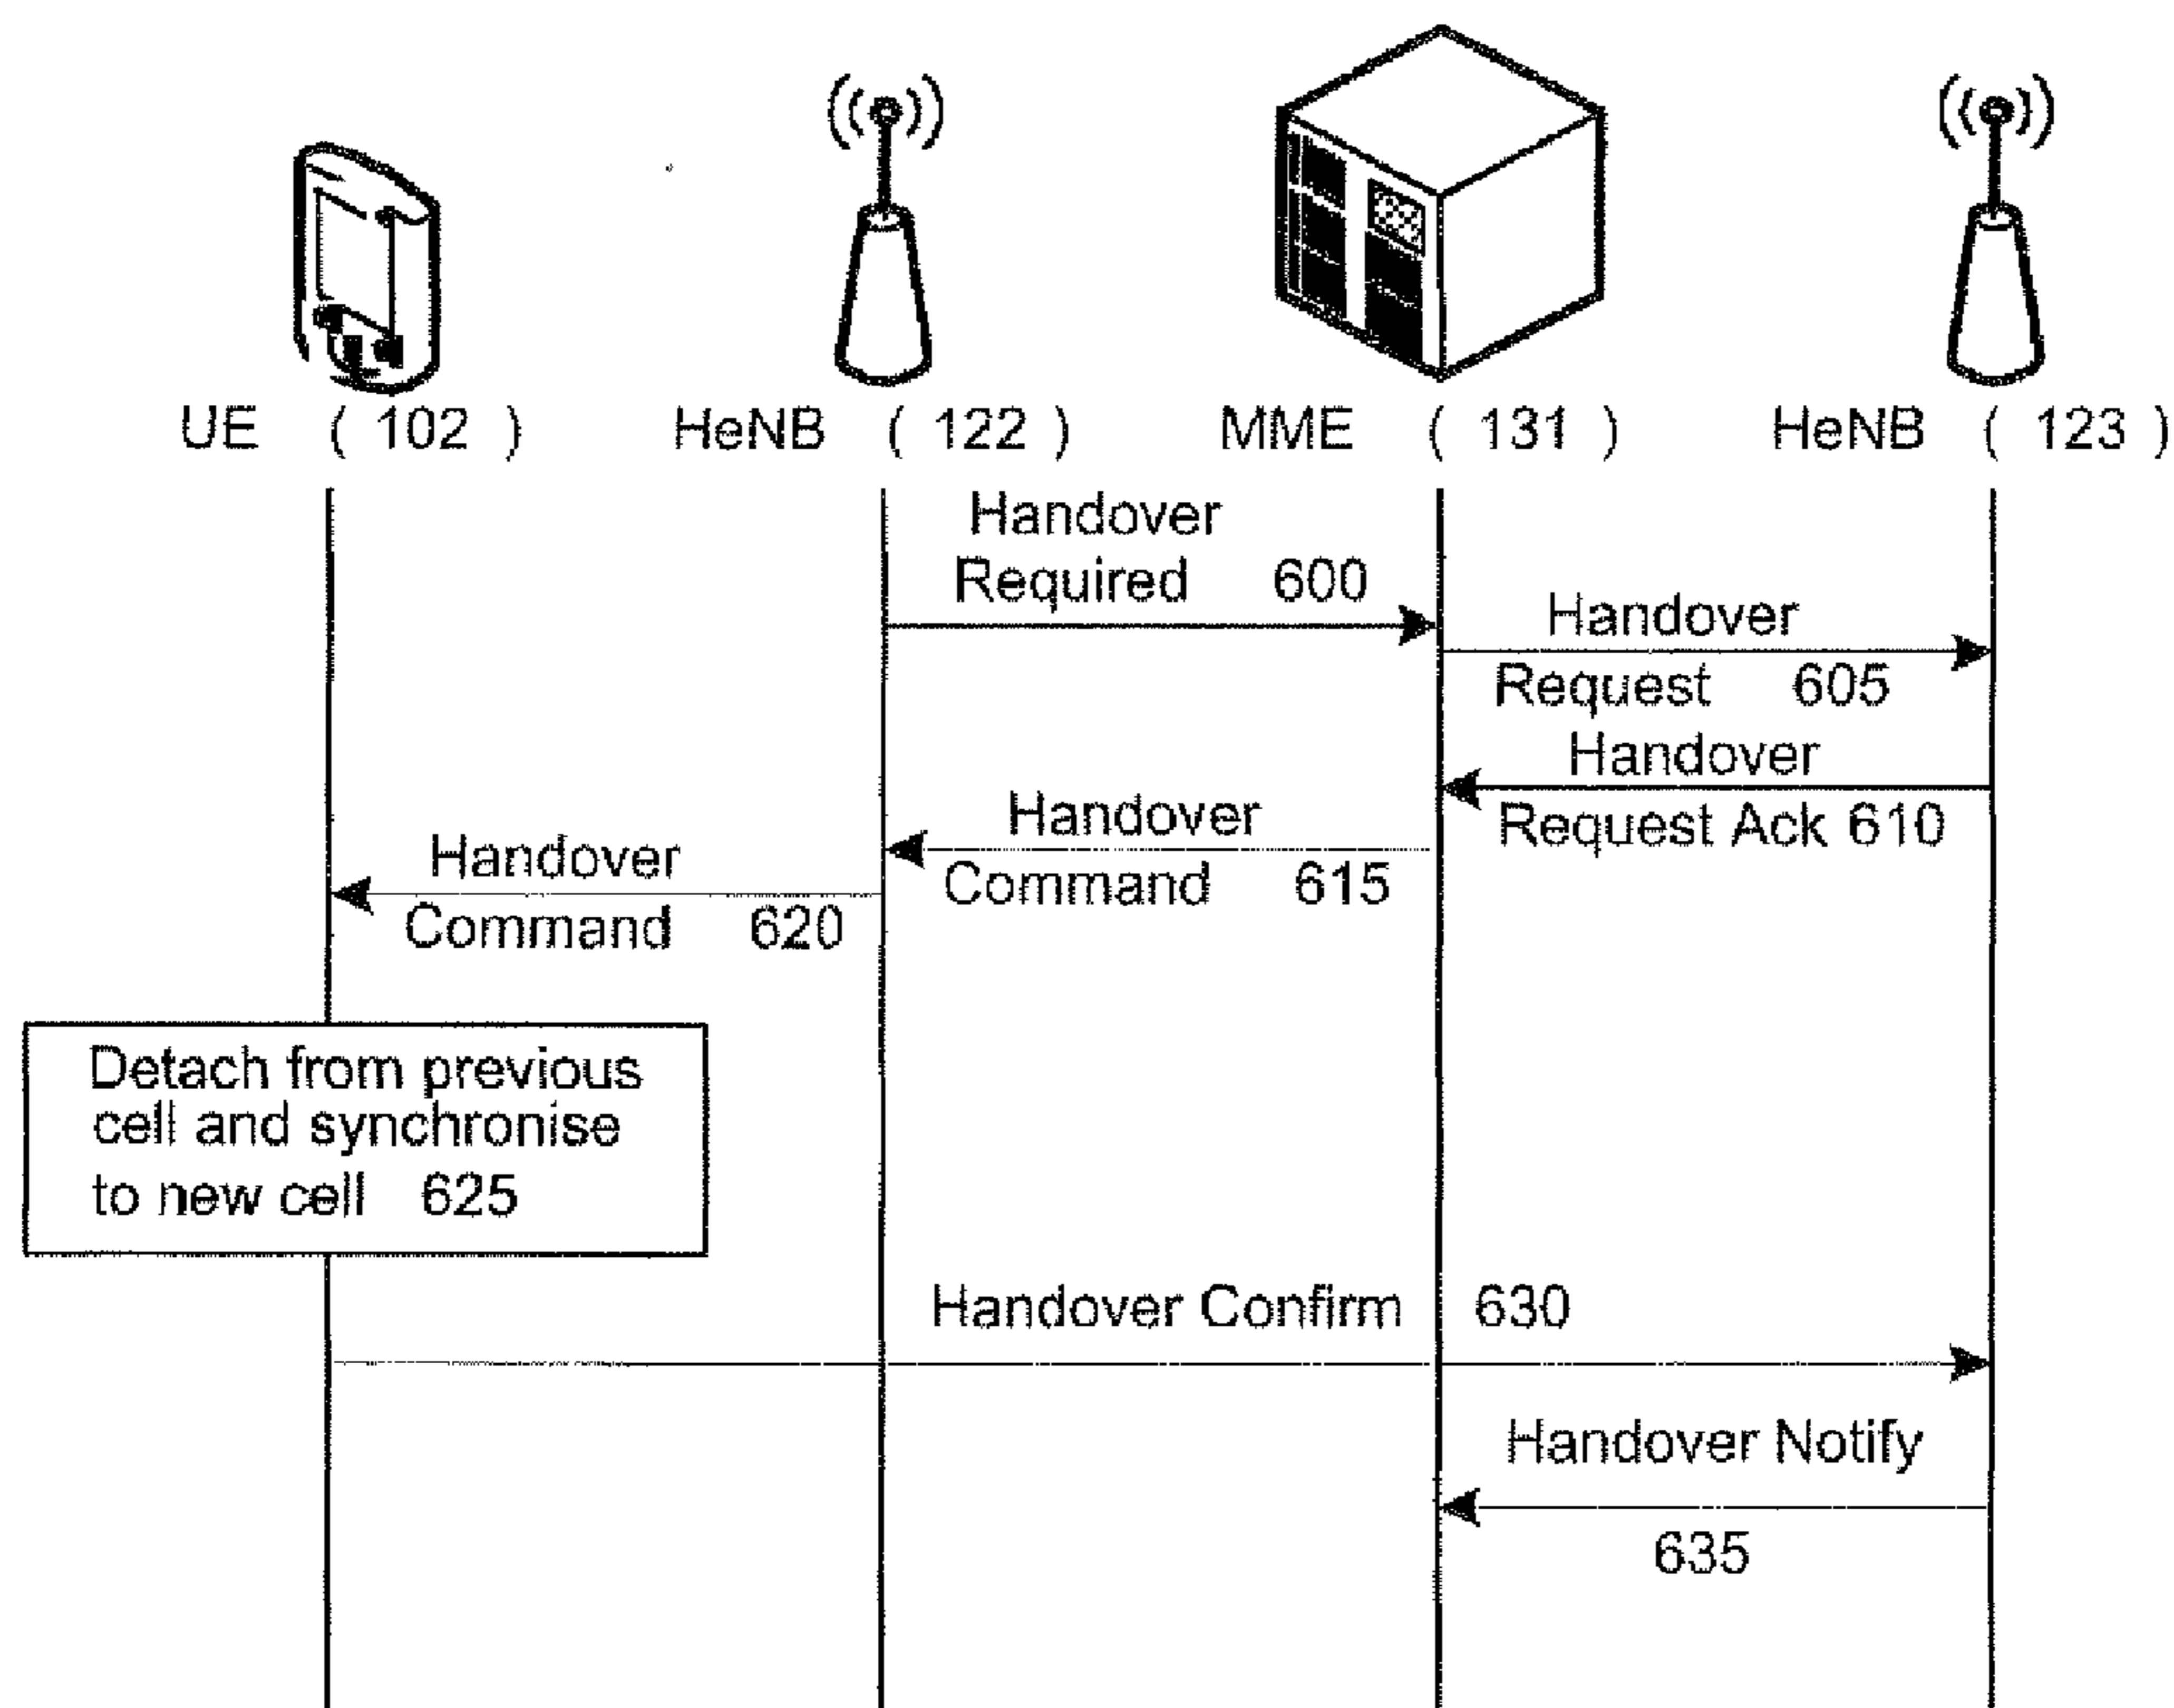 UE ( 102 ) HeNB ( 122 ) MME ( 131 ) HeNB ( 123 )
Handover
Required 600
Handover
Request 605
Handover
Request Ack 610
Handover
Command 615
Handover
Command 620
Detach from previous
cell and synchronise
to new cell 625
Handover Confirm 630
Handover Notify
635